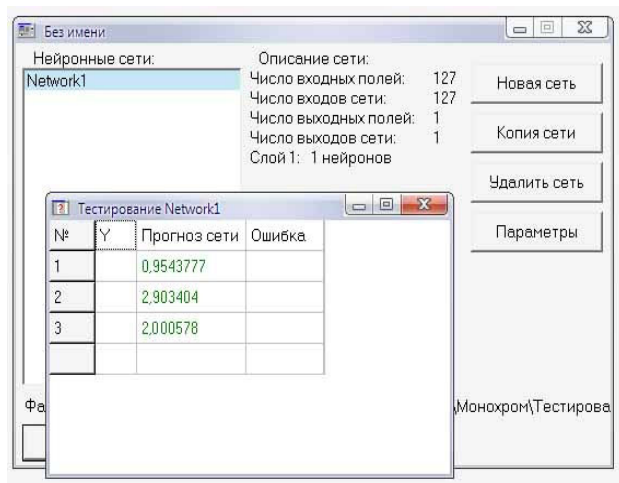 Без имени
Нейронные сети:
Network1
Описание сети:
Число входных полей: 127
Число входов сети: 127
Число выходных полей: 1
Число выходов сети: 1
Слой 1: 1 нейронов
Новая сеть
Копия сети
Удалить сеть
Параметры
Тестирование Network1
№ Y Прогноз сети Ошибка
1 0,9543777
2 2,903404
3 2,000578
Фа
\Монохром\Тестирова